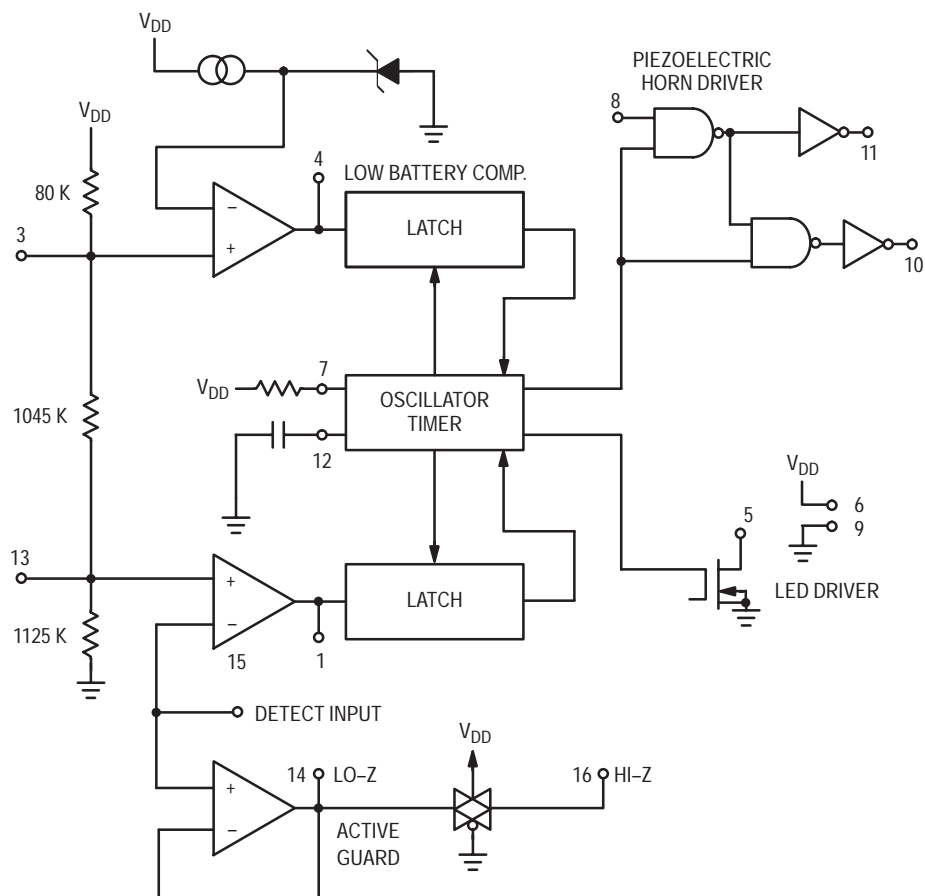 VDD
PIEZOELECTRIC
HORN DRIVER
8
11
10
VDD
80 K
3
4
LOW BATTERY COMP.
LATCH
−
+
7
VDD
OSCILLATOR
TIMER
12
1045 K
VDD
6
9
5
LED DRIVER
13
+
−
LATCH
1125 K
15
1
DETECT INPUT
VDD
14 LO–Z
16 HI–Z
+
−
ACTIVE
GUARD